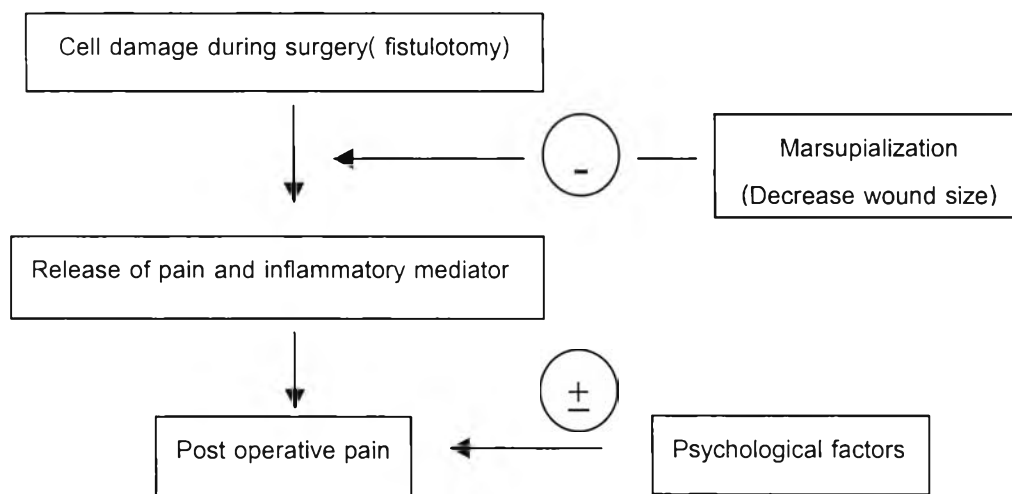 Cell damage during surgery( fistulotomy)
-
Marsupialization
(Decrease wound size)
Release of pain and inflammatory mediator
±
Post operative pain
Psychological factors